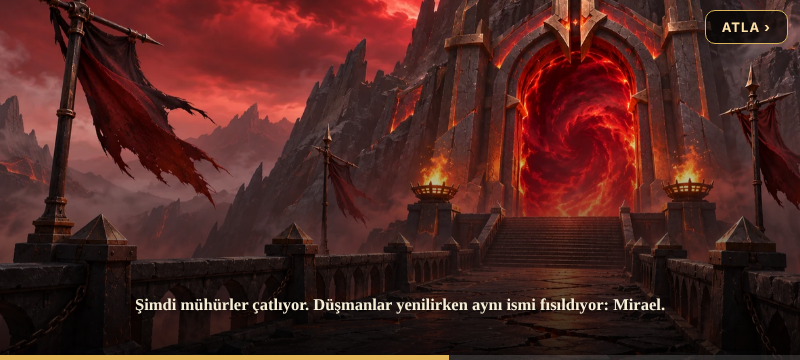 ATLA ›
Şimdi mühürler çatlıyor. Düşmanlar yenilirken aynı ismi fısıldıyor: Mirael.